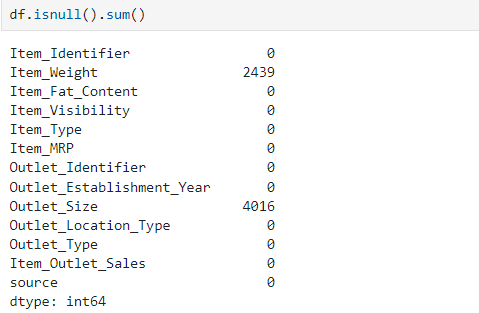 df.isnull().sum()
Item_Identifier 0
Item_Weight 2439
Item_Fat_Content 0
Item_Visibility 0
Item_Type 0
Item_MRP 0
Outlet_Identifier 0
Outlet_Establishment_Year 0
Outlet_Size 4016
Outlet_Location_Type 0
Outlet_Type 0
Item_Outlet_Sales 0
source 0
dtype: int64